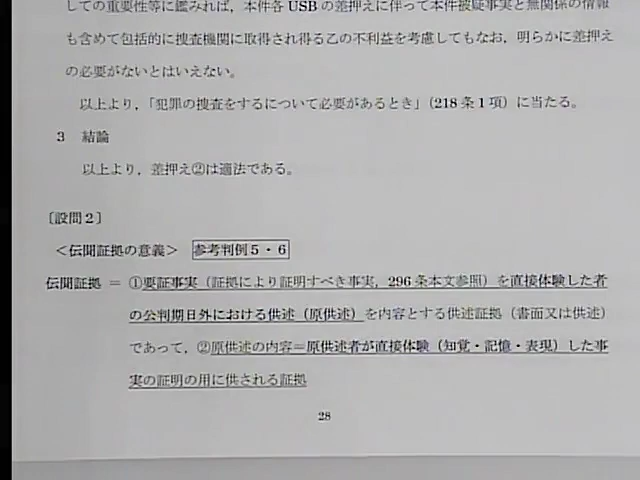 しての重要性等に鑑みれば，本件各 USB の差押えに伴って本件被疑事実と無関係の情報
も含めて包括的に捜査機関に取得され得る乙の不利益を考慮してもなお，明らかに差押え
の必要がないとはいえない。
以上より，「犯罪の捜査をするについて必要があるとき」（218 条 1 項）に当たる。
3 結論
以上より，差押え②は適法である。
〔設問 2〕
＜伝聞証拠の意義＞ 参考判例 5・6
伝聞証拠 ＝ ①要証事実（証拠により証明すべき事実，296 条本文参照）を直接体験した者
の公判期日外における供述（原供述）を内容とする供述証拠（書面又は供述）
であって，②原供述の内容＝原供述者が直接体験（知覚・記憶・表現）した事
実の証明の用に供される証拠
28